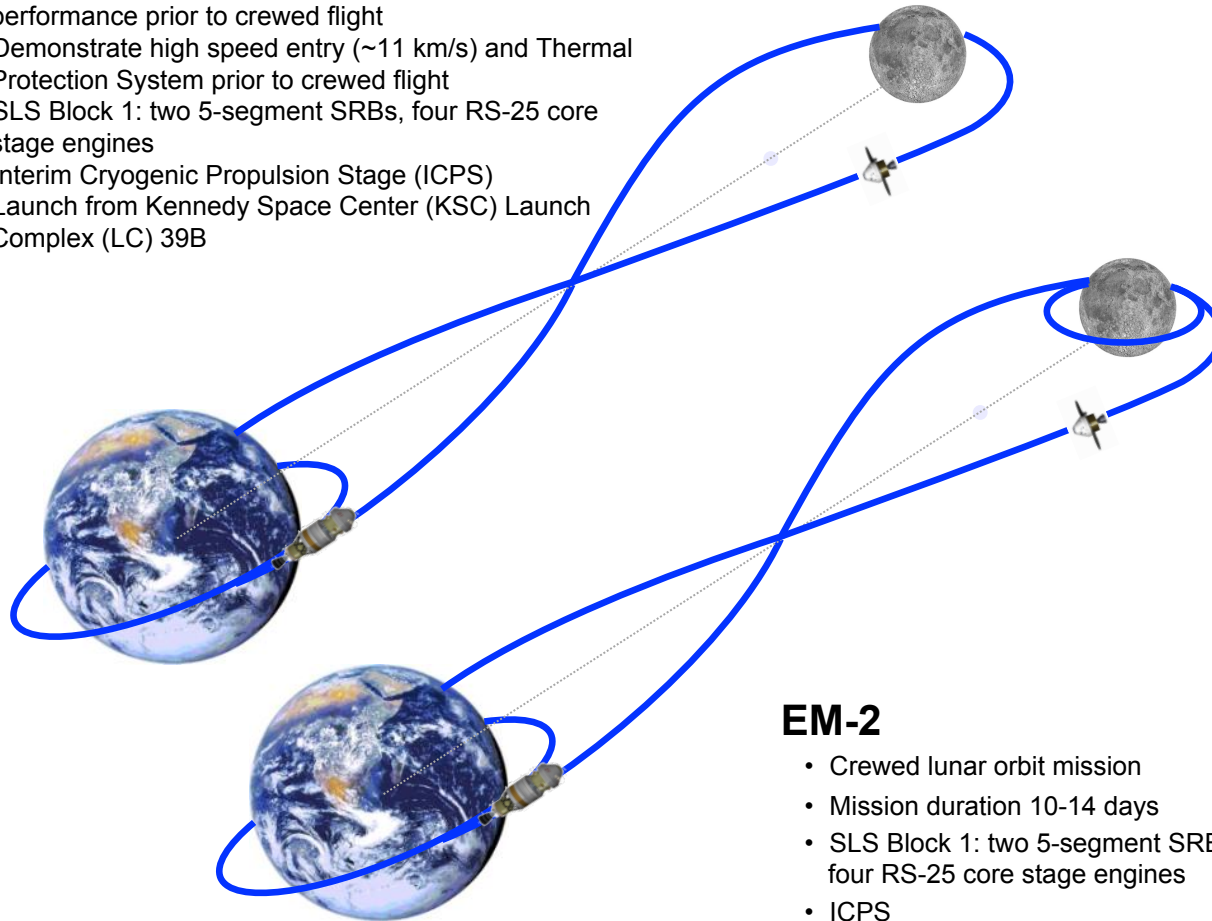 performance prior to crewed flight
Demonstrate high speed entry (~11 km/s) and Thermal
Protection System prior to crewed flight
SLS Block 1: two 5-segment SRBs, four RS-25 core
stage engines
Interim Cryogenic Propulsion Stage (ICPS)
Launch from Kennedy Space Center (KSC) Launch
Complex (LC) 39B
EM-2
• Crewed lunar orbit mission
• Mission duration 10-14 days
• SLS Block 1: two 5-segment
four RS-25 core stage engines
• ICPS